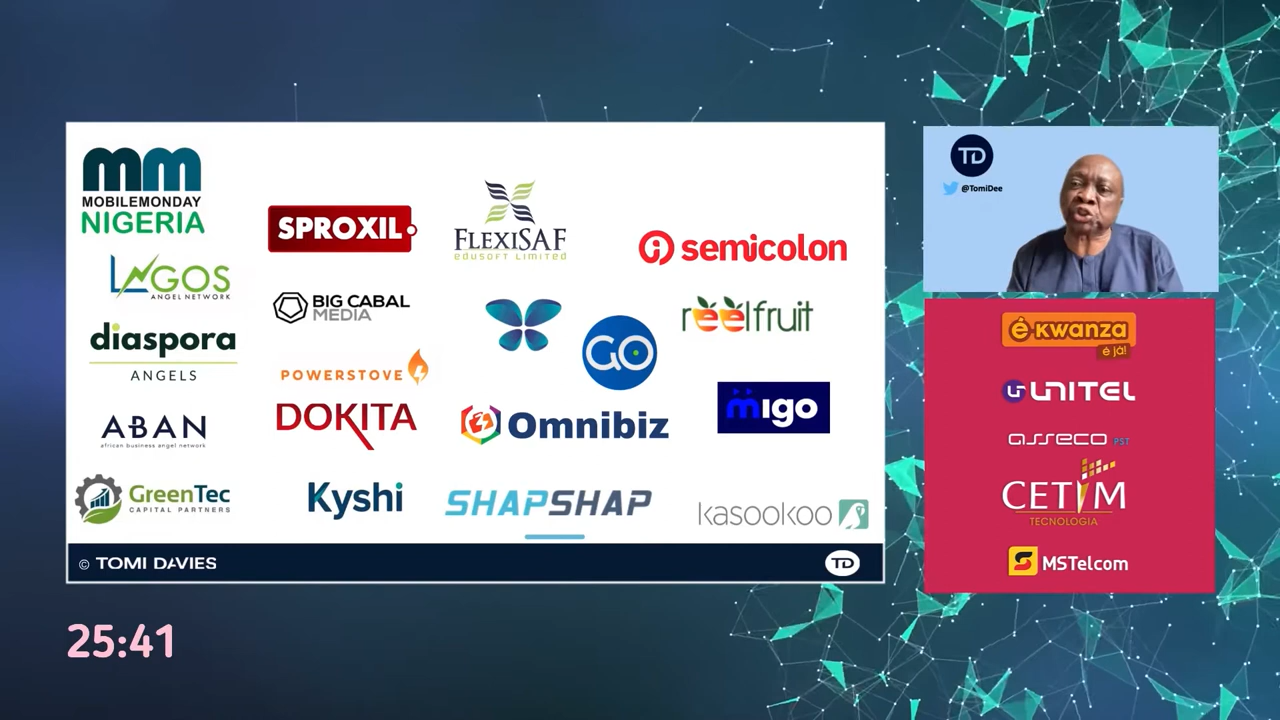 MOBILEMONDAY
NIGERIA
LAGOS
ANGEL NETWORK
diaspora
ANGELS
ABAN
african business angel network
GreenTec
CAPITAL PARTNERS
SPROXIL
BIG CABAL
MEDIA
POWERSTOVE
DOKITA
Kyshi
FLEXISAF
EDUSOFT LIMITED
GO
Omnibiz
SHAPSHAP
semicolon
réélfruit
migo
kasookoo
© TOMI DAVIES
TD
TD
@TomiDee
é-kwanza
é já!
UNITEL
asseco PST
CETIM
TECNOLOGIA
MSTelcom
25:41